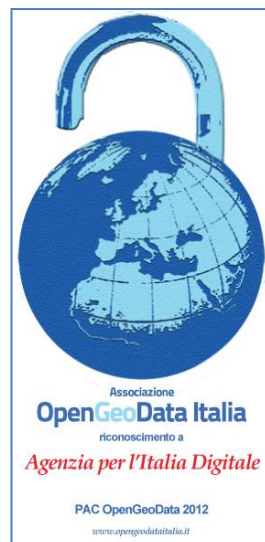 Associazione
OpenGeoData Italia
riconoscimento a
Agenzia per l'Italia Digitale
PAC OpenGeoData 2012
www.opengeodataitalia.it